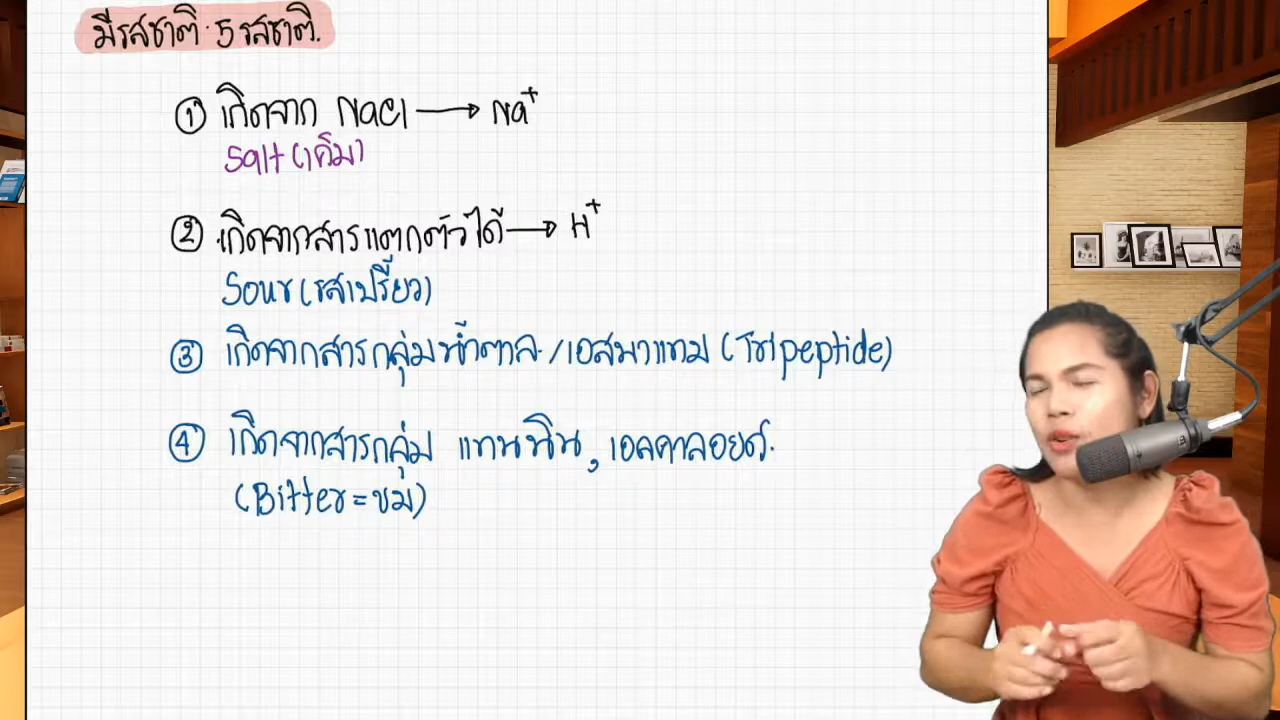 มีรสชาติ 5 รสชาติ.
① เกิดจาก NaCl → Na⁺
Salt (เค็ม)
② เกิดจากสารแตกตัวได้ → H⁺
Sour (รสเปรี้ยว)
③ เกิดจากสารกลุ่มน้ำตาล / เอสพาแทม (Tripeptide)
④ เกิดจากสารกลุ่ม แทนนิน, เอลคาลอยด์.
(Bitter = ขม)